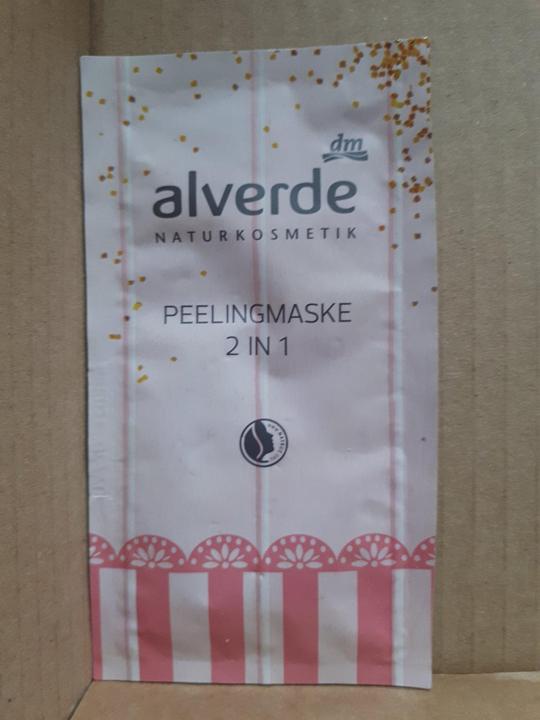 dm
alverde
NATURKOSMETIK
PEELINGMASKE
2 IN 1